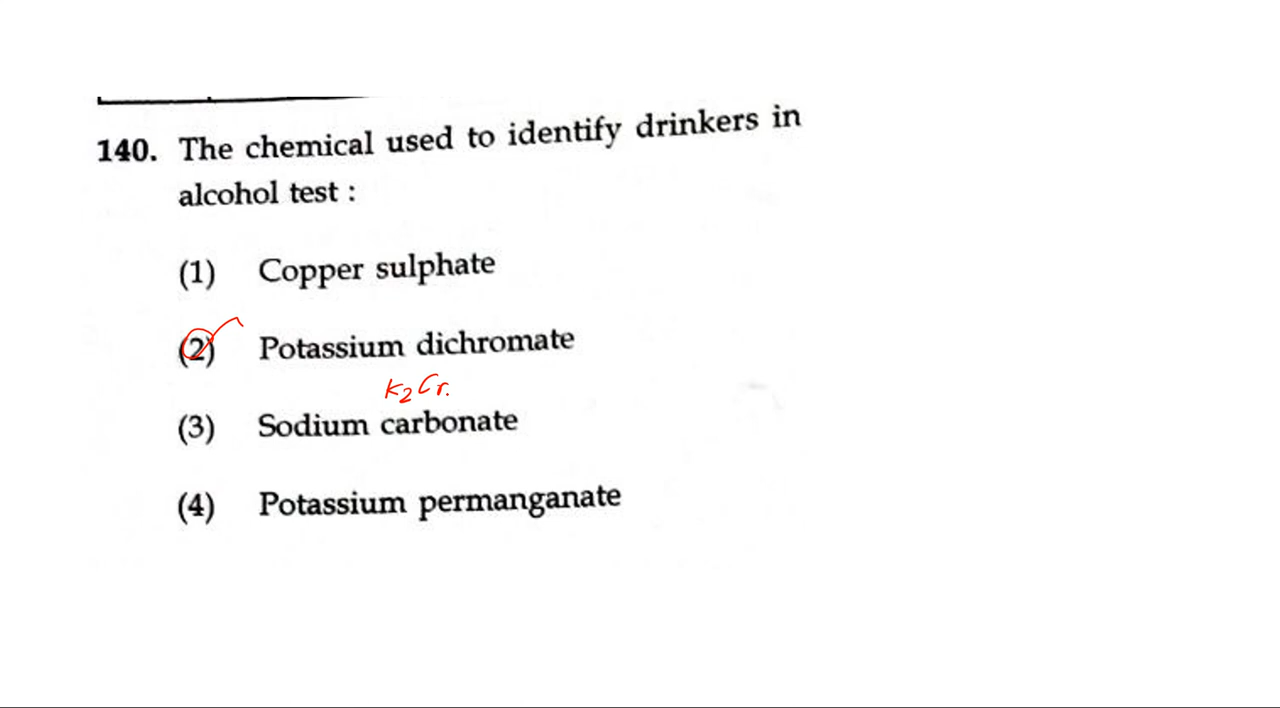 140. The chemical used to identify drinkers in
alcohol test :
(1) Copper sulphate
(2) Potassium dichromate
K2Cr.
(3) Sodium carbonate
(4) Potassium permanganate